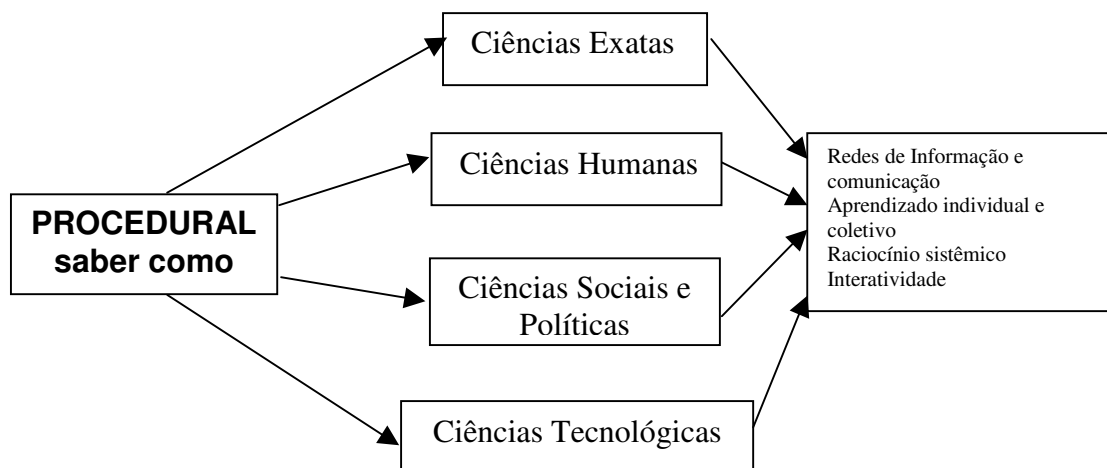 Ciências Exatas
Ciências Humanas
PROCEDURAL
saber como
Ciências Sociais e
Políticas
Ciências Tecnológicas
Redes de Informação e
comunicação
Aprendizado individual e
coletivo
Raciocínio sistêmico
Interatividade